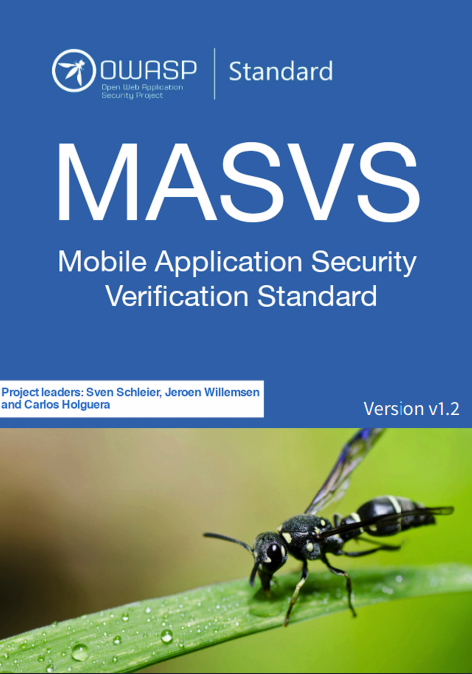 OWASP
Open Web Application
Security Project
Standard
MASVS
Mobile Application Security
Verification Standard
Project leaders: Sven Schleier, Jeroen Willemsen
and Carlos Holguera
Version v1.2